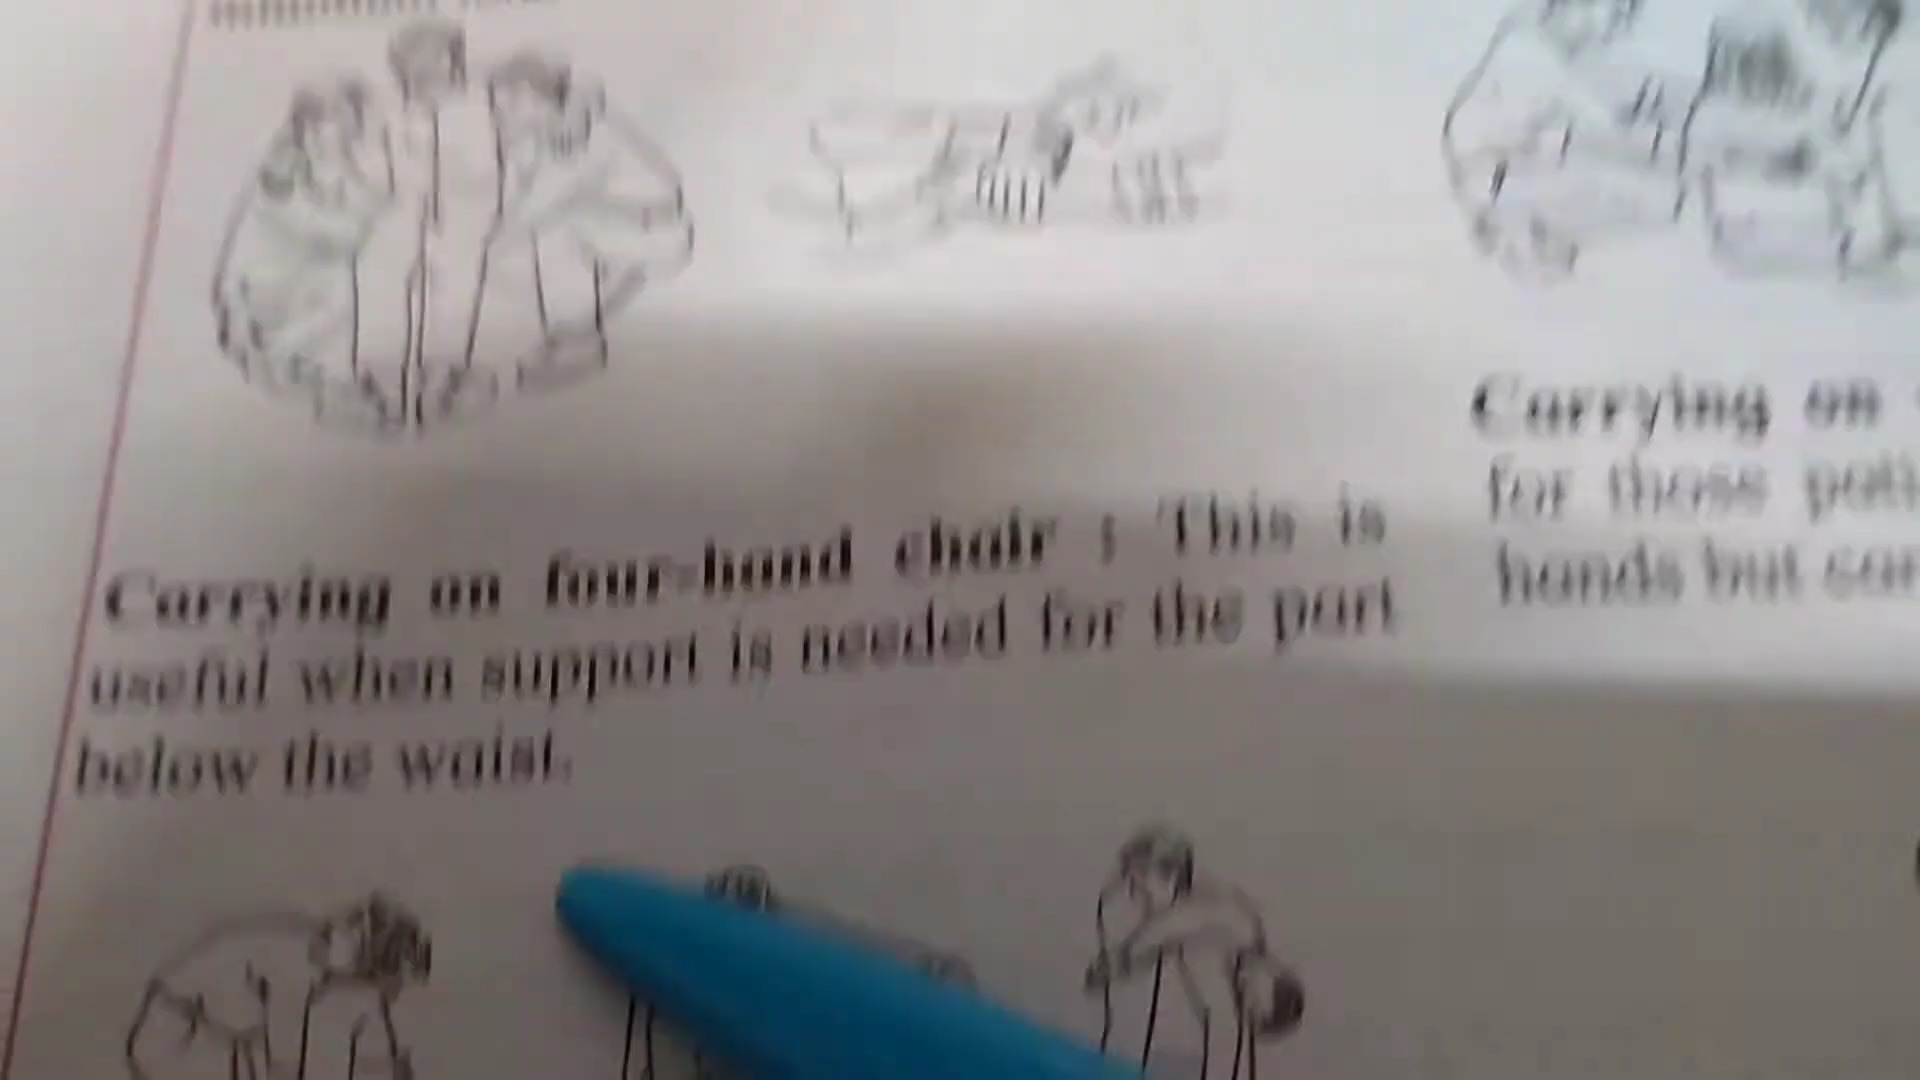 Carrying on four-hand chair : This is
useful when support is needed for the part
below the waist.
Carrying on
for those
hands but